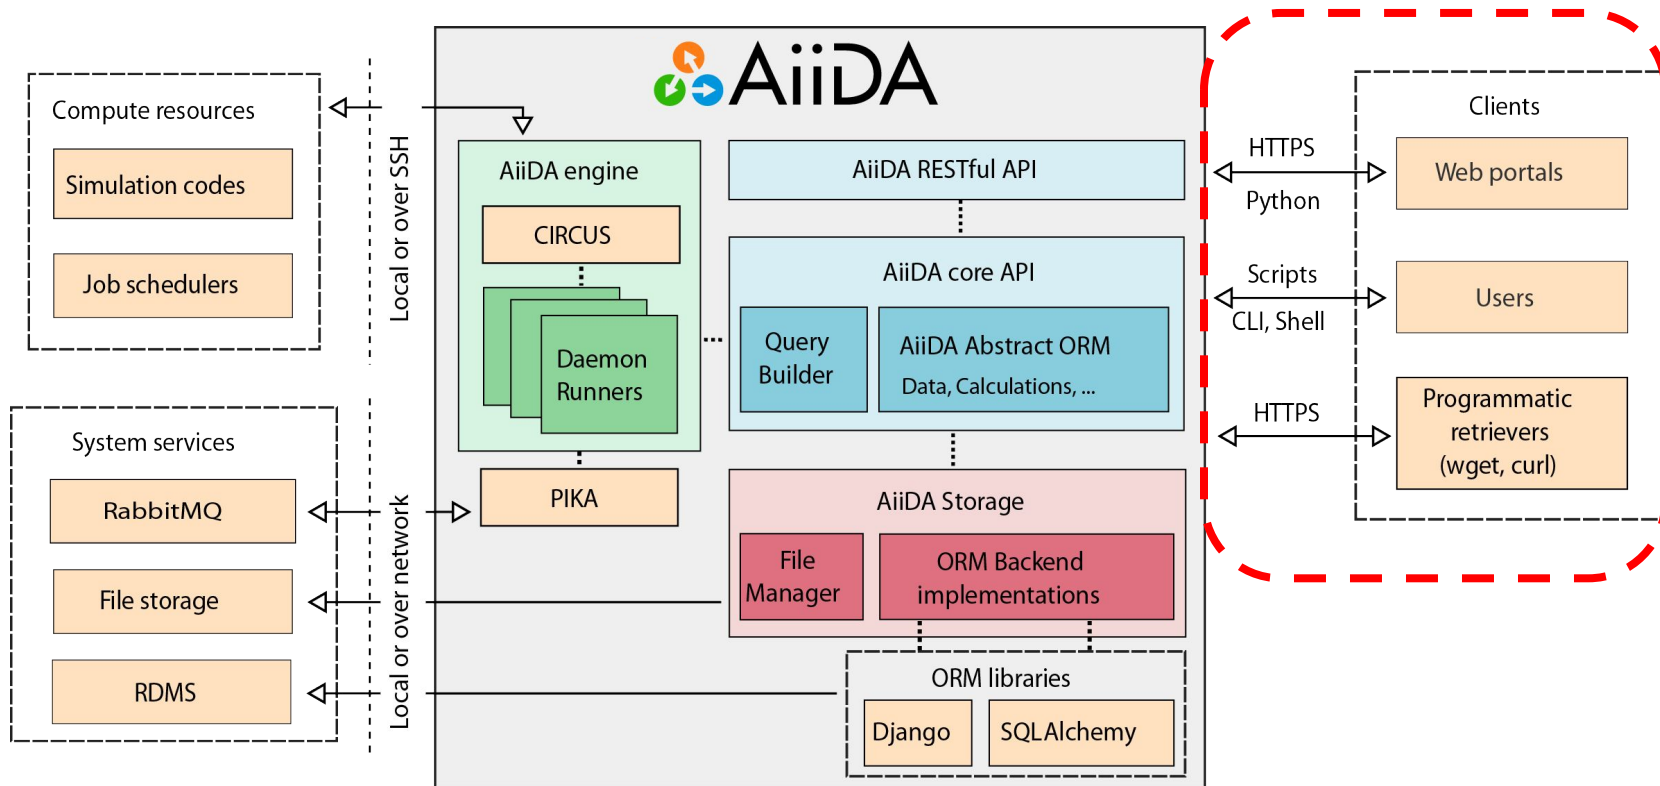 AiiDA
Compute resources
Simulation codes
Job schedulers
Local or over SSH
System services
RabbitMQ
File storage
RDMS
Local or over network
AiiDA engine
CIRCUS
Daemon
Runners
PIKA
AiiDA RESTful API
AiiDA core API
Query
Builder
AiiDA Abstract ORM
Data, Calculations, ...
AiiDA Storage
File
Manager
ORM Backend
implementations
ORM libraries
Django
SQLAlchemy
HTTPS
Python
Scripts
CLI, Shell
HTTPS
Clients
Web portals
Users
Programmatic
retrievers
(wget, curl)